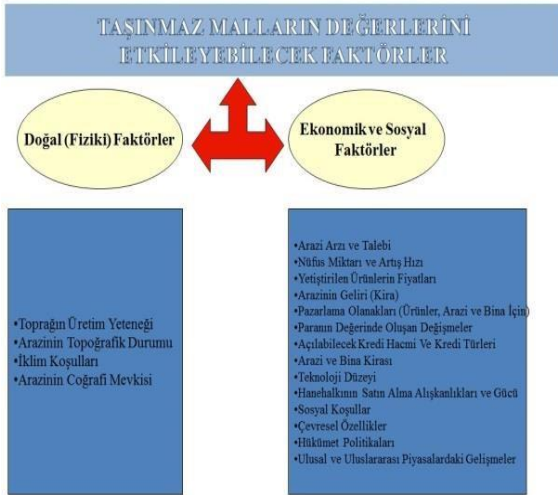 TAŞINMAZ MALLARIN DEĞERLERİNİ
ETKİLEYEBİLECEK FAKTÖRLER
Doğal (Fiziki) Faktörler
Ekonomik ve Sosyal
Faktörler
•Toprağın Üretim Yeteneği
•Arazinin Topoğrafik Durumu
•İklim Koşulları
•Arazinin Coğrafi Mevkisi
•Arazi Arzı ve Talebi
•Nüfus Miktarı ve Artış Hızı
•Yetiştirilen Ürünlerin Fiyatları
•Arazinin Geliri (Kira)
•Pazarlama Olanakları (Ürünler, Arazi ve Bina İçin)
•Paranın Değerinde Oluşan Değişmeler
•Açılabilecek Kredi Hacmi Ve Kredi Türleri
•Arazi ve Bina Kirası
•Teknoloji Düzeyi
•Hanehalkının Satın Alma Alışkanlıkları ve Gücü
•Sosyal Koşullar
•Çevresel Özellikler
•Hükümet Politikaları
•Ulusal ve Uluslararası Piyasalardaki Gelişmeler